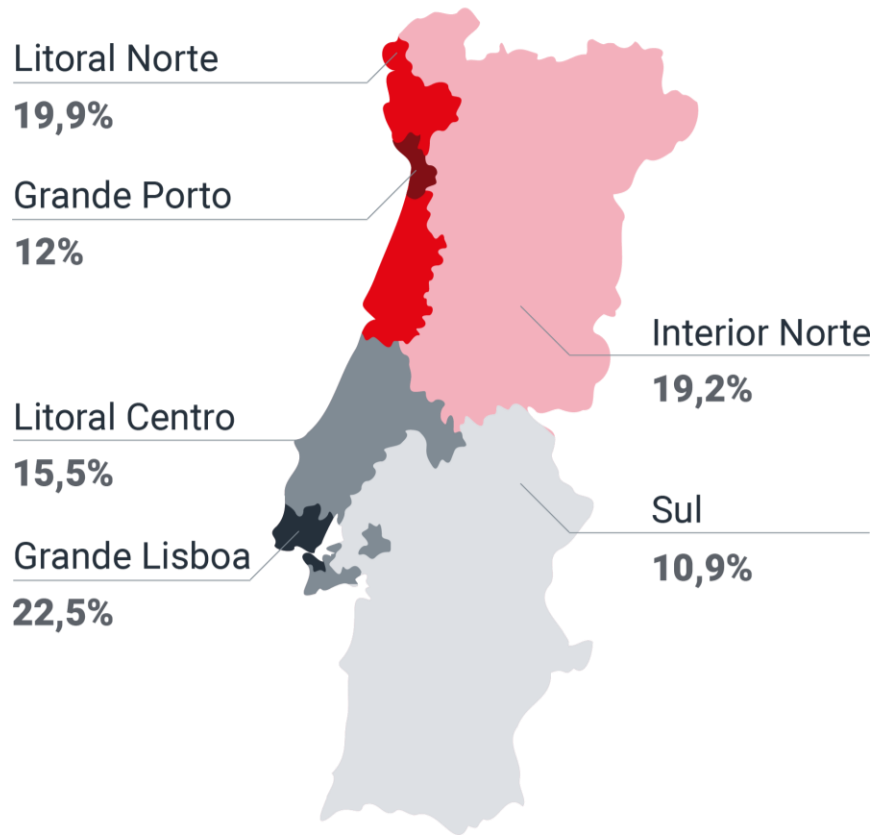 Litoral Norte
19,9%
Grande Porto
12%
Interior Norte
19,2%
Litoral Centro
15,5%
Sul
10,9%
Grande Lisboa
22,5%